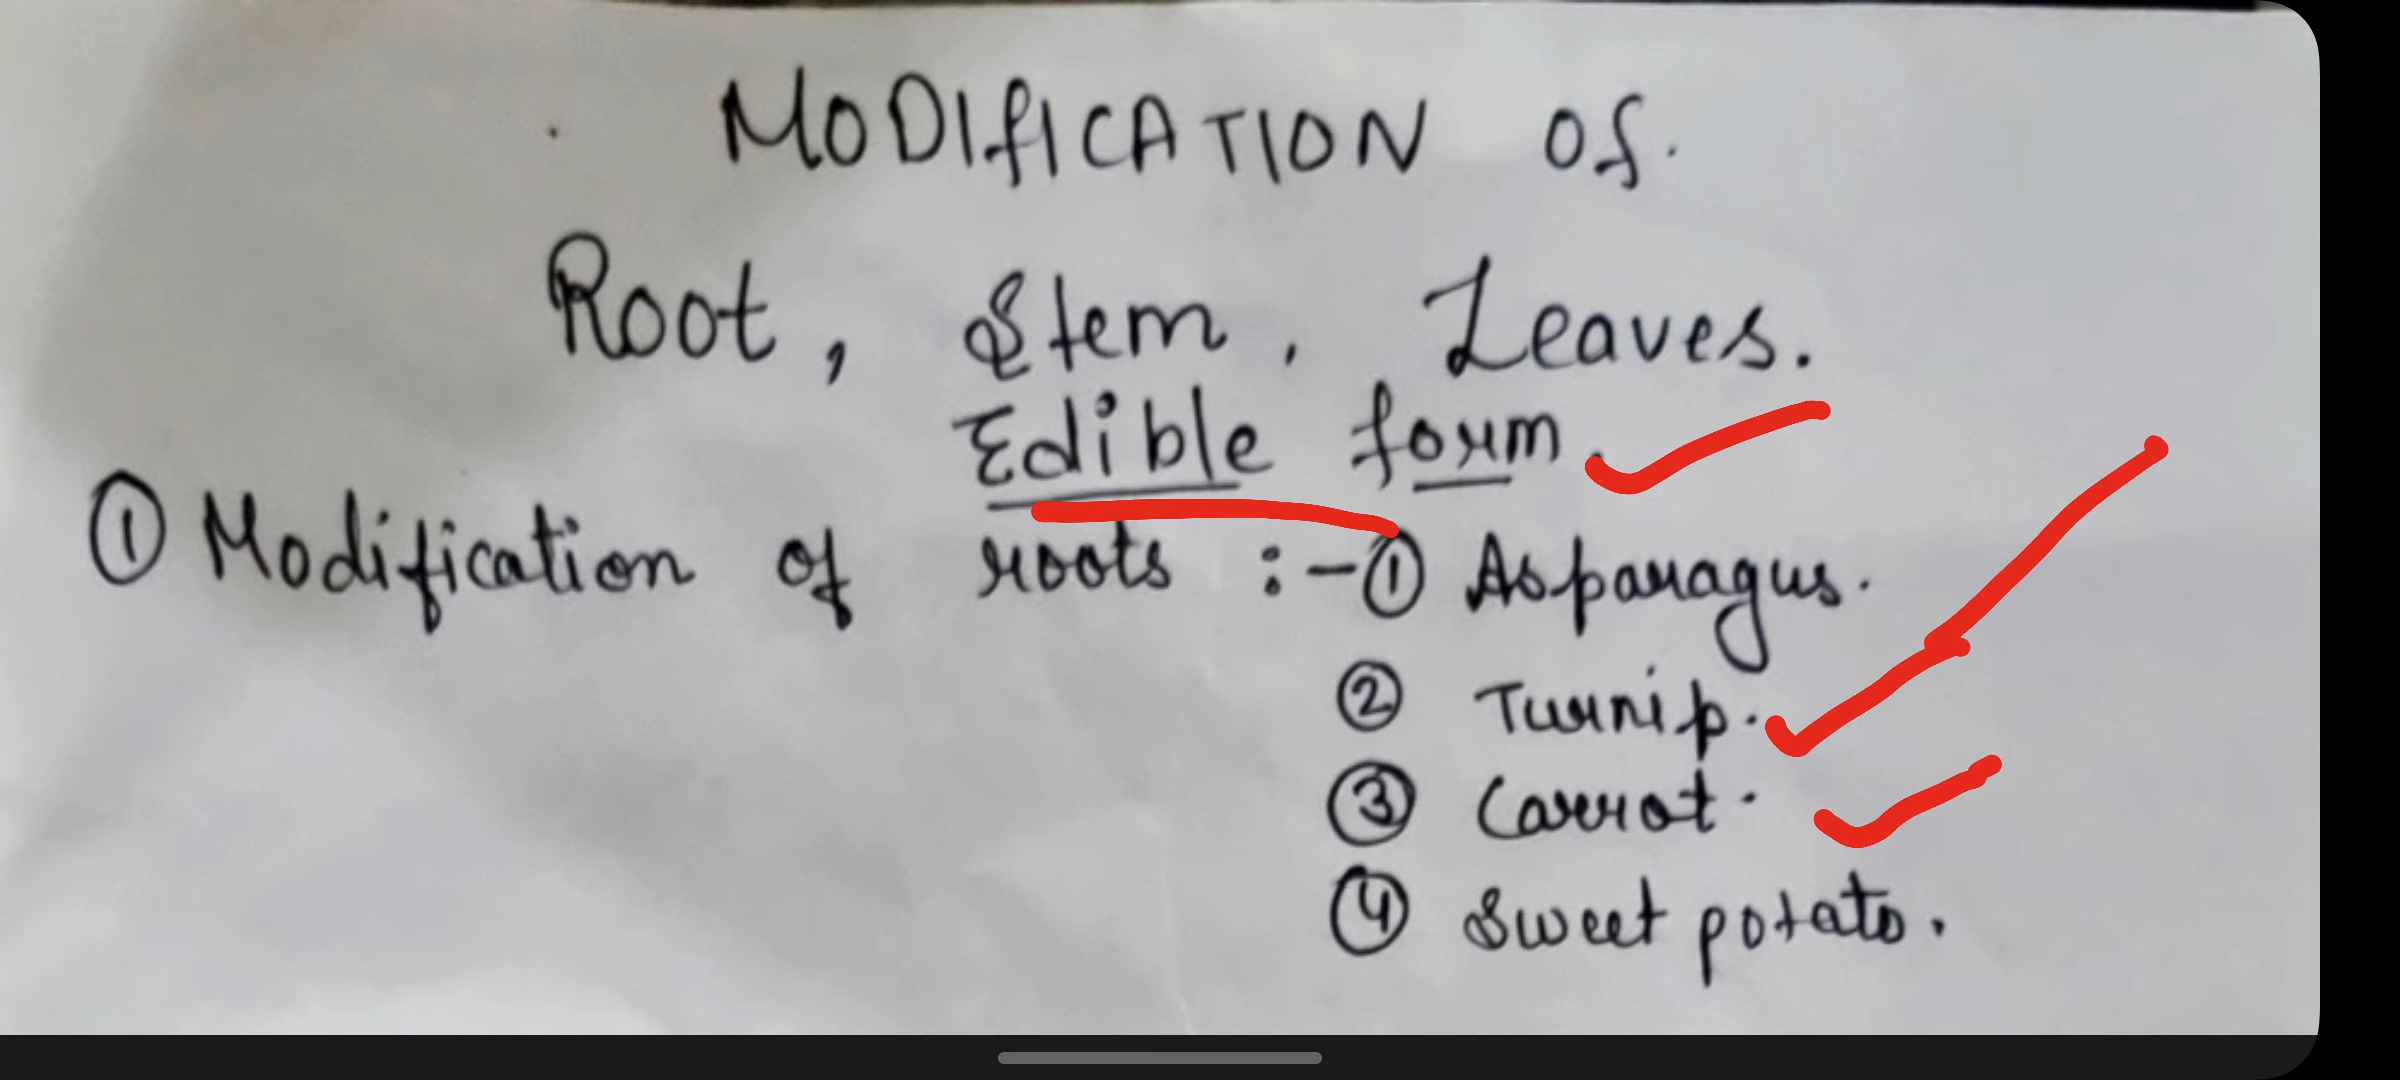 MODIFICATION Of.
Root, Stem, Leaves.
Edible form.
① Modification of roots :- ① Asparagus.
② Turnip.
③ Carrot.
④ Sweet potato.